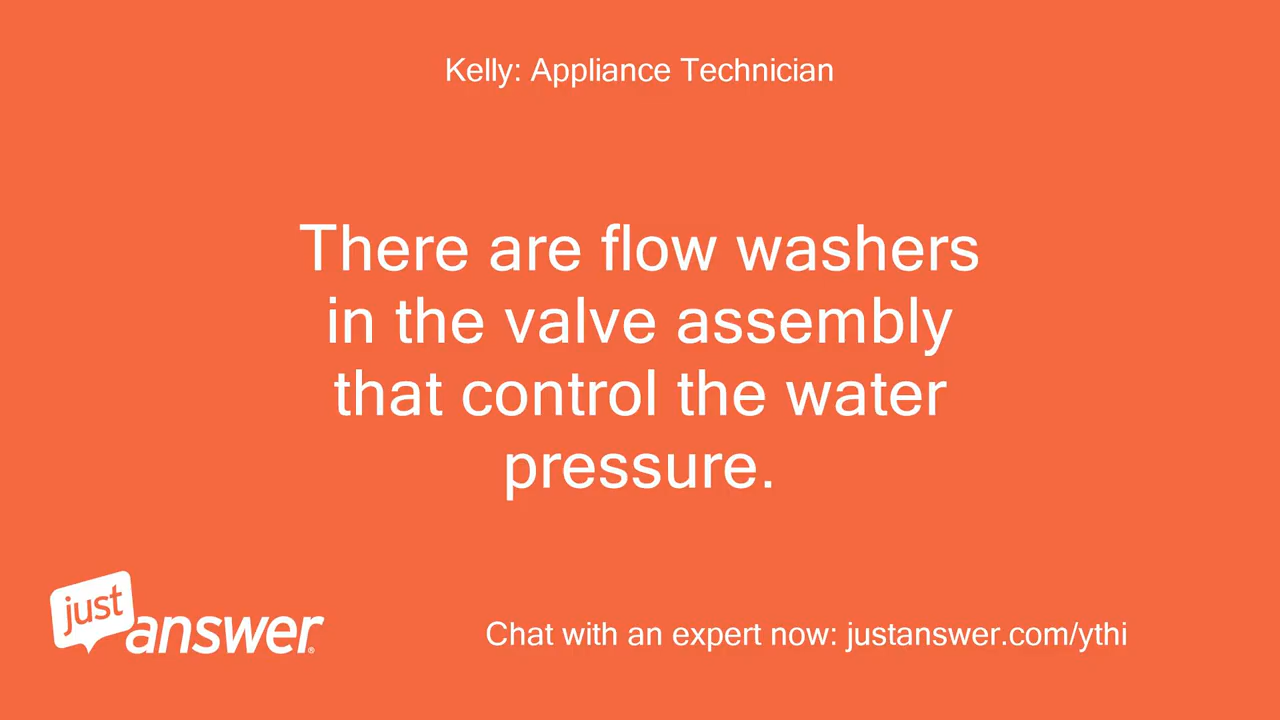 Kelly: Appliance Technician
There are flow washers
in the valve assembly
that control the water
pressure.
just
answer®
Chat with an expert now: justanswer.com/ythi